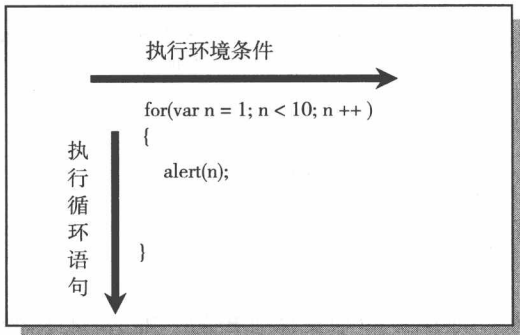 执行环境条件
for(var n = 1; n < 10; n ++ )
{
alert(n);
}
执行循环语句